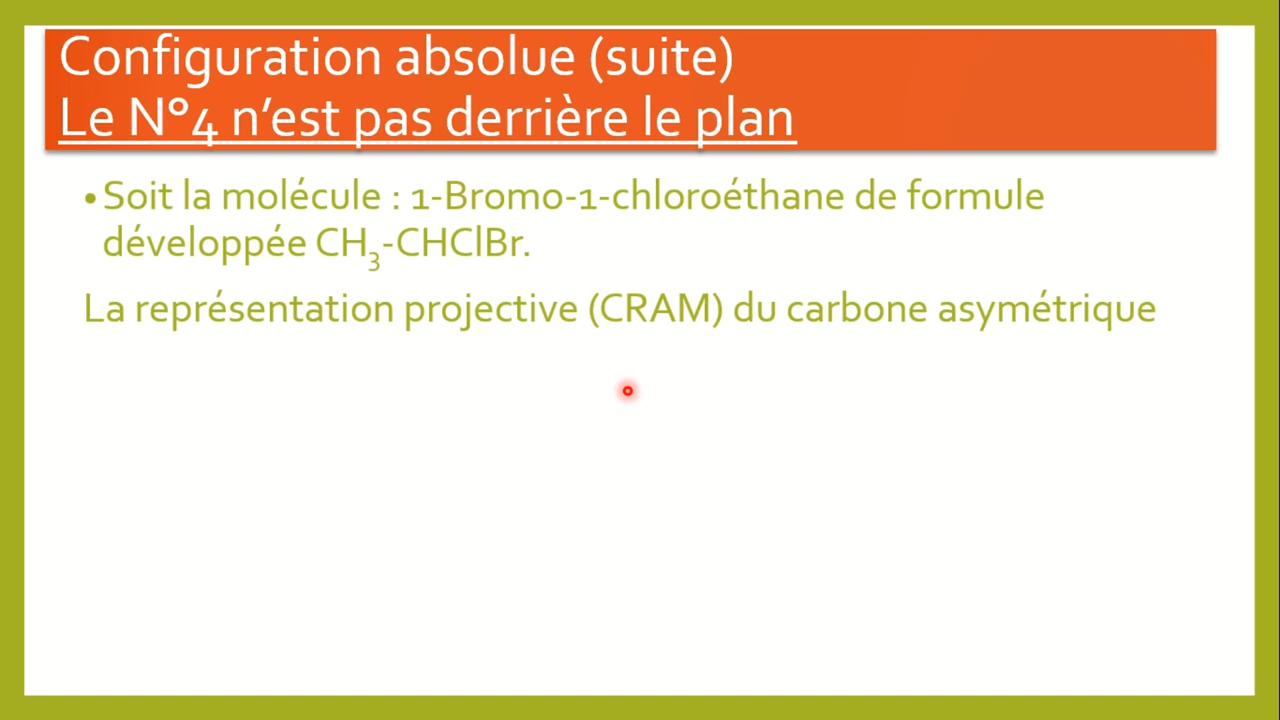 Configuration absolue (suite)
Le N°4 n’est pas derrière le plan
• Soit la molécule : 1-Bromo-1-chloroéthane de formule
développée CH₃-CHClBr.
La représentation projective (CRAM) du carbone asymétrique